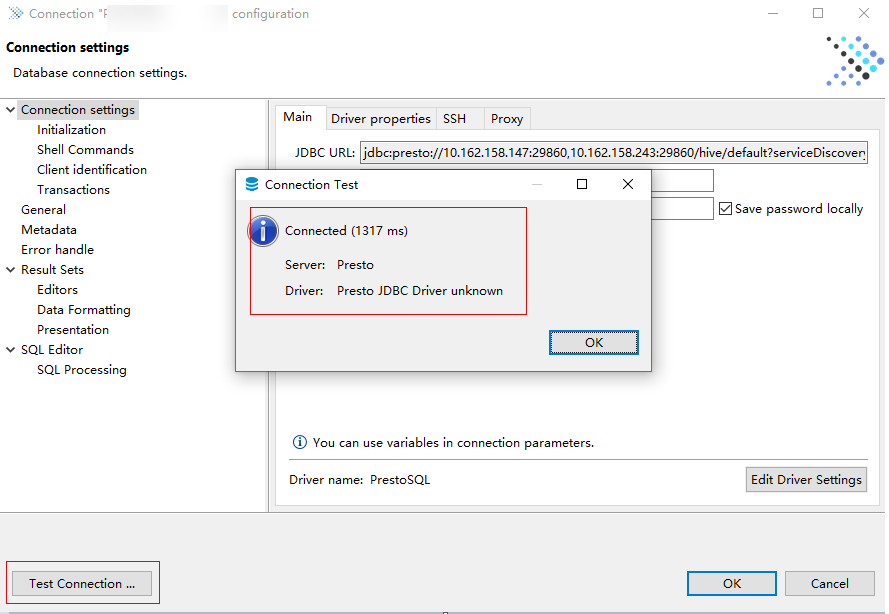 Connection "P
configuration
Connection settings
Database connection settings.
Connection settings
Initialization
Shell Commands
Client identification
Transactions
General
Metadata
Error handle
Result Sets
Editors
Data Formatting
Presentation
SQL Editor
SQL Processing
Main
Driver properties
SSH
Proxy
JDBC URL:
jdbc:presto://10.162.158.147:29860,10.162.158.243:29860/hive/default?serviceDiscovery
Save password locally
Connection Test
Connected (1317 ms)
Server: Presto
Driver: Presto JDBC Driver unknown
OK
You can use variables in connection parameters.
Driver name: PrestoSQL
Edit Driver Settings
Test Connection ...
OK
Cancel